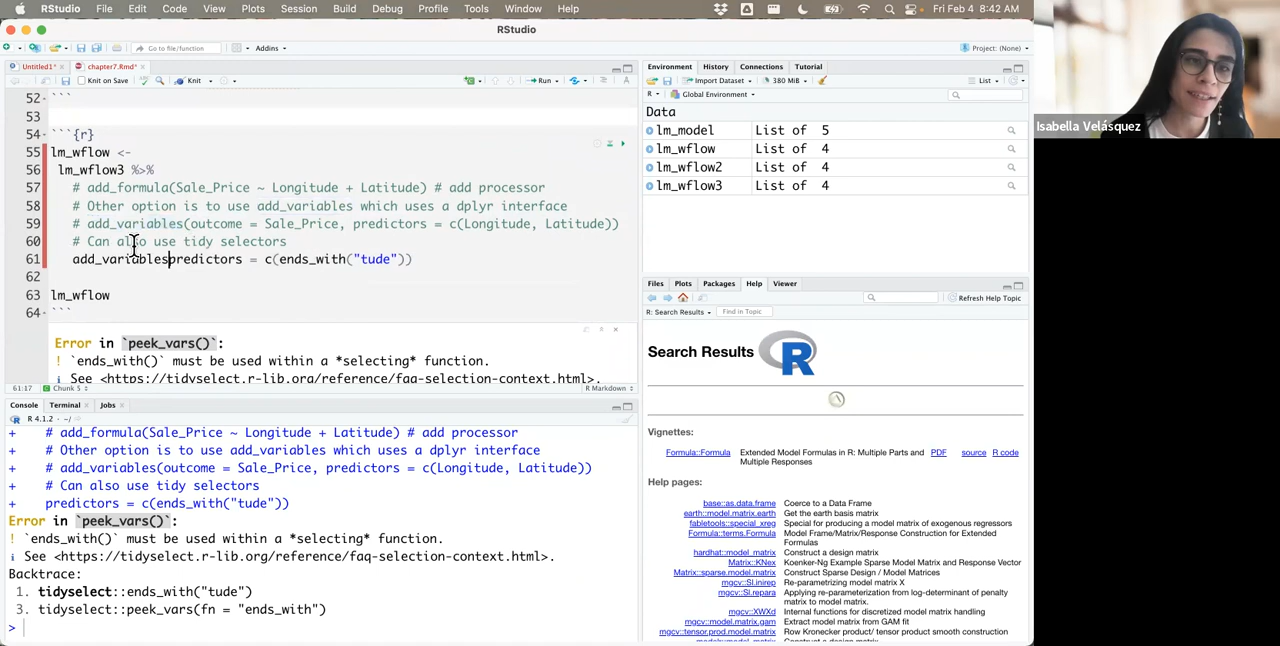 RStudio File Edit Code View Plots Session Build Debug Profile Tools Window Help Fri Feb 4 8:42 AM
RStudio
Go to file/function Addins Project: (None)
Untitled1* chapter7.Rmd*
Knit on Save Knit Run
52 ```
53
54 ```{r}
55 lm_wflow <-
56 lm_wflow3 %>%
57 # add_formula(Sale_Price ~ Longitude + Latitude) # add processor
58 # Other option is to use add_variables which uses a dplyr interface
59 # add_variables(outcome = Sale_Price, predictors = c(Longitude, Latitude))
60 # Can also use tidy selectors
61 add_variablespredictors = c(ends_with("tude"))
62
63 lm_wflow
64 ```
Error in `peek_vars()`:
! `ends_with()` must be used within a *selecting* function.
i See <https://tidyselect.r-lib.org/reference/faq-selection-context.html>.
61:17 Chunk 5 R Markdown
Console Terminal Jobs
R 4.1.2 · ~/
+ # add_formula(Sale_Price ~ Longitude + Latitude) # add processor
+ # Other option is to use add_variables which uses a dplyr interface
+ # add_variables(outcome = Sale_Price, predictors = c(Longitude, Latitude))
+ # Can also use tidy selectors
+ predictors = c(ends_with("tude"))
Error in `peek_vars()`:
! `ends_with()` must be used within a *selecting* function.
i See <https://tidyselect.r-lib.org/reference/faq-selection-context.html>.
Backtrace:
1. tidyselect::ends_with("tude")
3. tidyselect::peek_vars(fn = "ends_with")
>
Environment History Connections Tutorial
Import Dataset 380 MiB List
R Global Environment
Data
lm_model List of 5
lm_wflow List of 4
lm_wflow2 List of 4
lm_wflow3 List of 4
Files Plots Packages Help Viewer
Refresh Help Topic
R: Search Results Find in Topic
Search Results R
Vignettes:
Formula::Formula Extended Model Formulas in R: Multiple Parts and PDF source R code
Multiple Responses
Help pages:
base::as.data.frame Coerce to a Data Frame
earth::model.matrix.earth Get the earth basis matrix
fabletools::special_xreg Special for producing a model matrix of exogenous regressors
Formula::terms.Formula Model Frame/Matrix/Response Construction for Extended
Formulas
hardhat::model_matrix Construct a design matrix
Matrix::KNex Koenker-Ng Example Sparse Model Matrix and Response Vector
Matrix::sparse.model.matrix Construct Sparse Design / Model Matrices
mgcv::Sl.inirep Re-parametrizing model matrix X
mgcv::Sl.repara Applying re-parameterization from log-determinant of penalty
matrix to model matrix.
mgcv::XWXd Internal functions for discretized model matrix handling
mgcv::model.matrix.gam Extract model matrix from GAM fit
mgcv::tensor.prod.model.matrix Row Kronecker product/ tensor product smooth construction
Isabella Velásquez